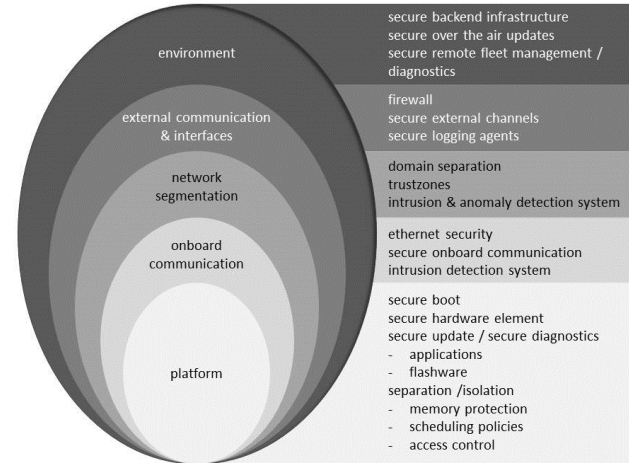 environment
secure backend infrastructure
secure over the air updates
secure remote fleet management /
diagnostics
external communication
& interfaces
firewall
secure external channels
secure logging agents
network
segmentation
domain separation
trustzones
intrusion & anomaly detection system
onboard
communication
ethernet security
secure onboard communication
intrusion detection system
platform
secure boot
secure hardware element
secure update / secure diagnostics
- applications
- flashware
separation /isolation
- memory protection
- scheduling policies
- access control